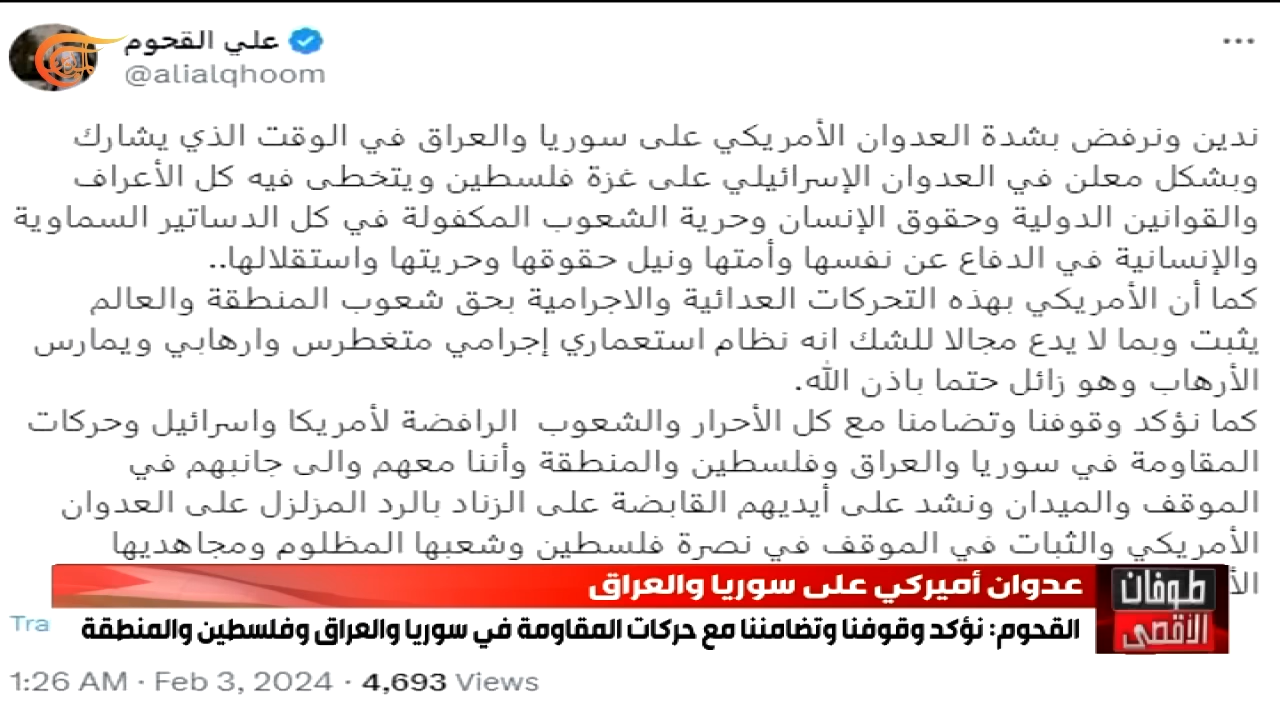 علي القحوم
@alialqhoom
ندين ونرفض بشدة العدوان الأمريكي على سوريا والعراق في الوقت الذي يشارك
وبشكل معلن في العدوان الإسرائيلي على غزة فلسطين ويتخطى فيه كل الأعراف
والقوانين الدولية وحقوق الإنسان وحرية الشعوب المكفولة في كل الدساتير السماوية
والإنسانية في الدفاع عن نفسها وأمتها ونيل حقوقها وحريتها واستقلالها..
كما أن الأمريكي بهذه التحركات العدائية والاجرامية بحق شعوب المنطقة والعالم
يثبت وبما لا يدع مجالا للشك انه نظام استعماري إجرامي متغطرس وارهابي ويمارس
الأرهاب وهو زائل حتما باذن الله.
كما نؤكد وقوفنا وتضامنا مع كل الأحرار والشعوب الرافضة لأمريكا واسرائيل وحركات
المقاومة في سوريا والعراق وفلسطين والمنطقة وأننا معهم والى جانبهم في
الموقف والميدان ونشد على أيديهم القابضة على الزناد بالرد المزلزل على العدوان
الأمريكي والثبات في الموقف في نصرة فلسطين وشعبها المظلوم ومجاهديها
عدوان أميركي على سوريا والعراق
طوفان
الأقصى
القحوم: نؤكد وقوفنا وتضامننا مع حركات المقاومة في سوريا والعراق وفلسطين والمنطقة
Tra
1:26 AM · Feb 3, 2024 · 4,693 Views